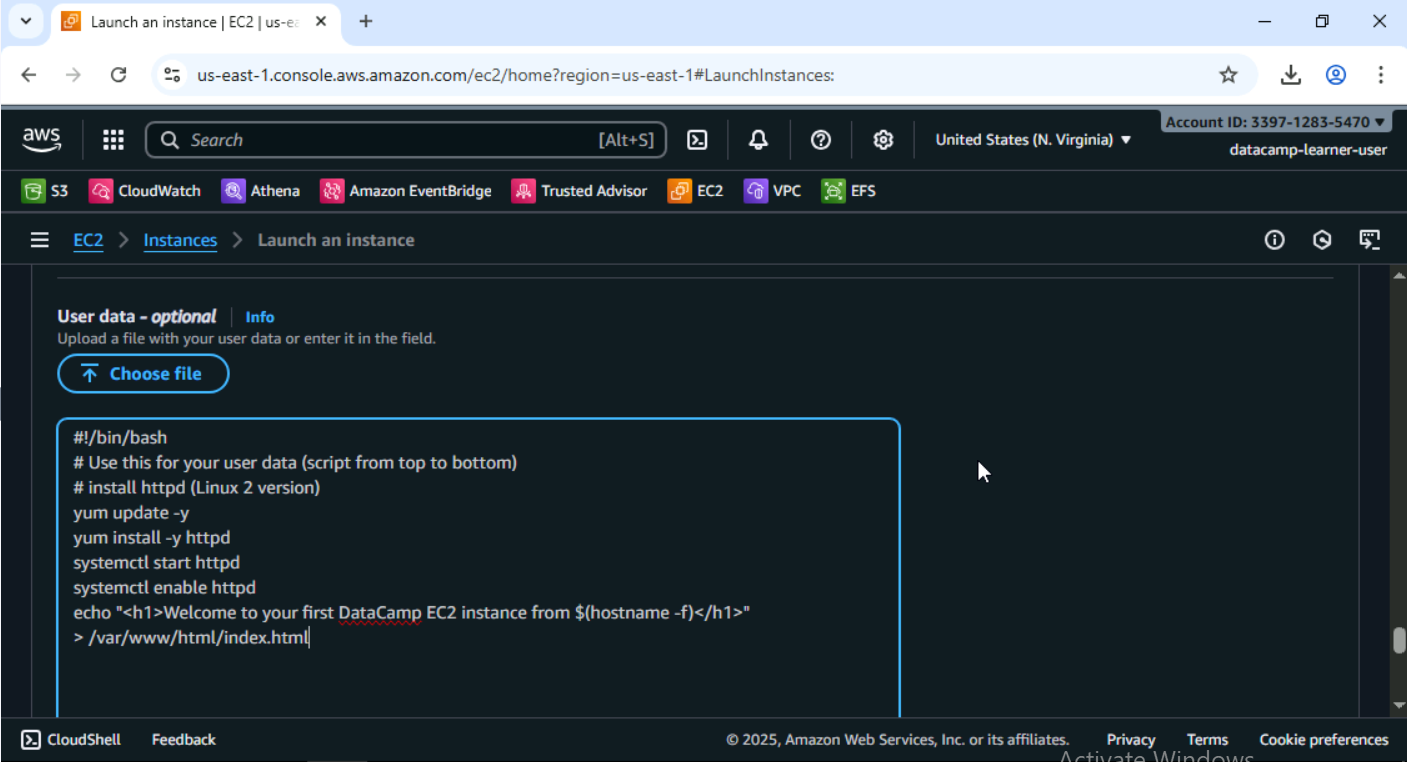 Launch an instance | EC2 | us-ea
us-east-1.console.aws.amazon.com/ec2/home?region=us-east-1#LaunchInstances:
aws
Search [Alt+S]
United States (N. Virginia) ▼
Account ID: 3397-1283-5470 ▼
datacamp-learner-user
S3 CloudWatch Athena Amazon EventBridge Trusted Advisor EC2 VPC EFS
EC2 > Instances > Launch an instance
User data - optional | Info
Upload a file with your user data or enter it in the field.
Choose file
#!/bin/bash
# Use this for your user data (script from top to bottom)
# install httpd (Linux 2 version)
yum update -y
yum install -y httpd
systemctl start httpd
systemctl enable httpd
echo "<h1>Welcome to your first DataCamp EC2 instance from $(hostname -f)</h1>"
> /var/www/html/index.html
CloudShell Feedback © 2025, Amazon Web Services, Inc. or its affiliates. Privacy Terms Cookie preferences
Activate Windows